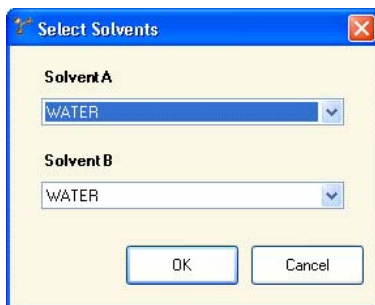 Select Solvents
Solvent A
WATER
Solvent B
WATER
OK Cancel